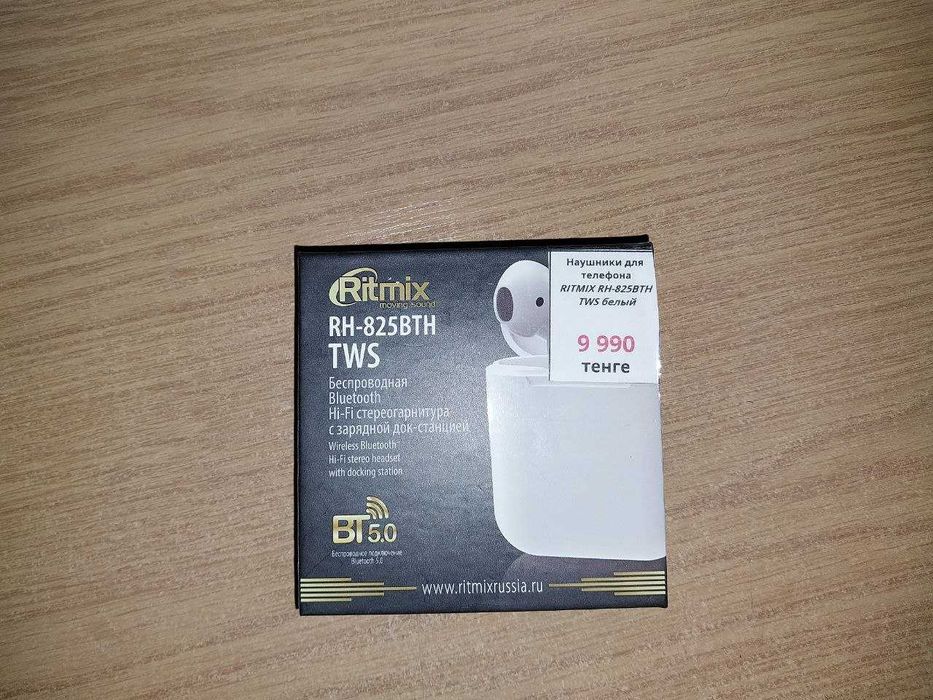 Ritmix
moving sound
RH-825BTH
TWS
Беспроводная
Bluetooth
Hi-Fi стереогарнитура
с зарядной док-станцией
Wireless Bluetooth
Hi-Fi stereo headset
with docking station
BT 5.0
Беспроводное подключение
Bluetooth 5.0
www.ritmixrussia.ru
Наушники для
телефона
RITMIX RH-825BTH
TWS белый
9 990
тенге